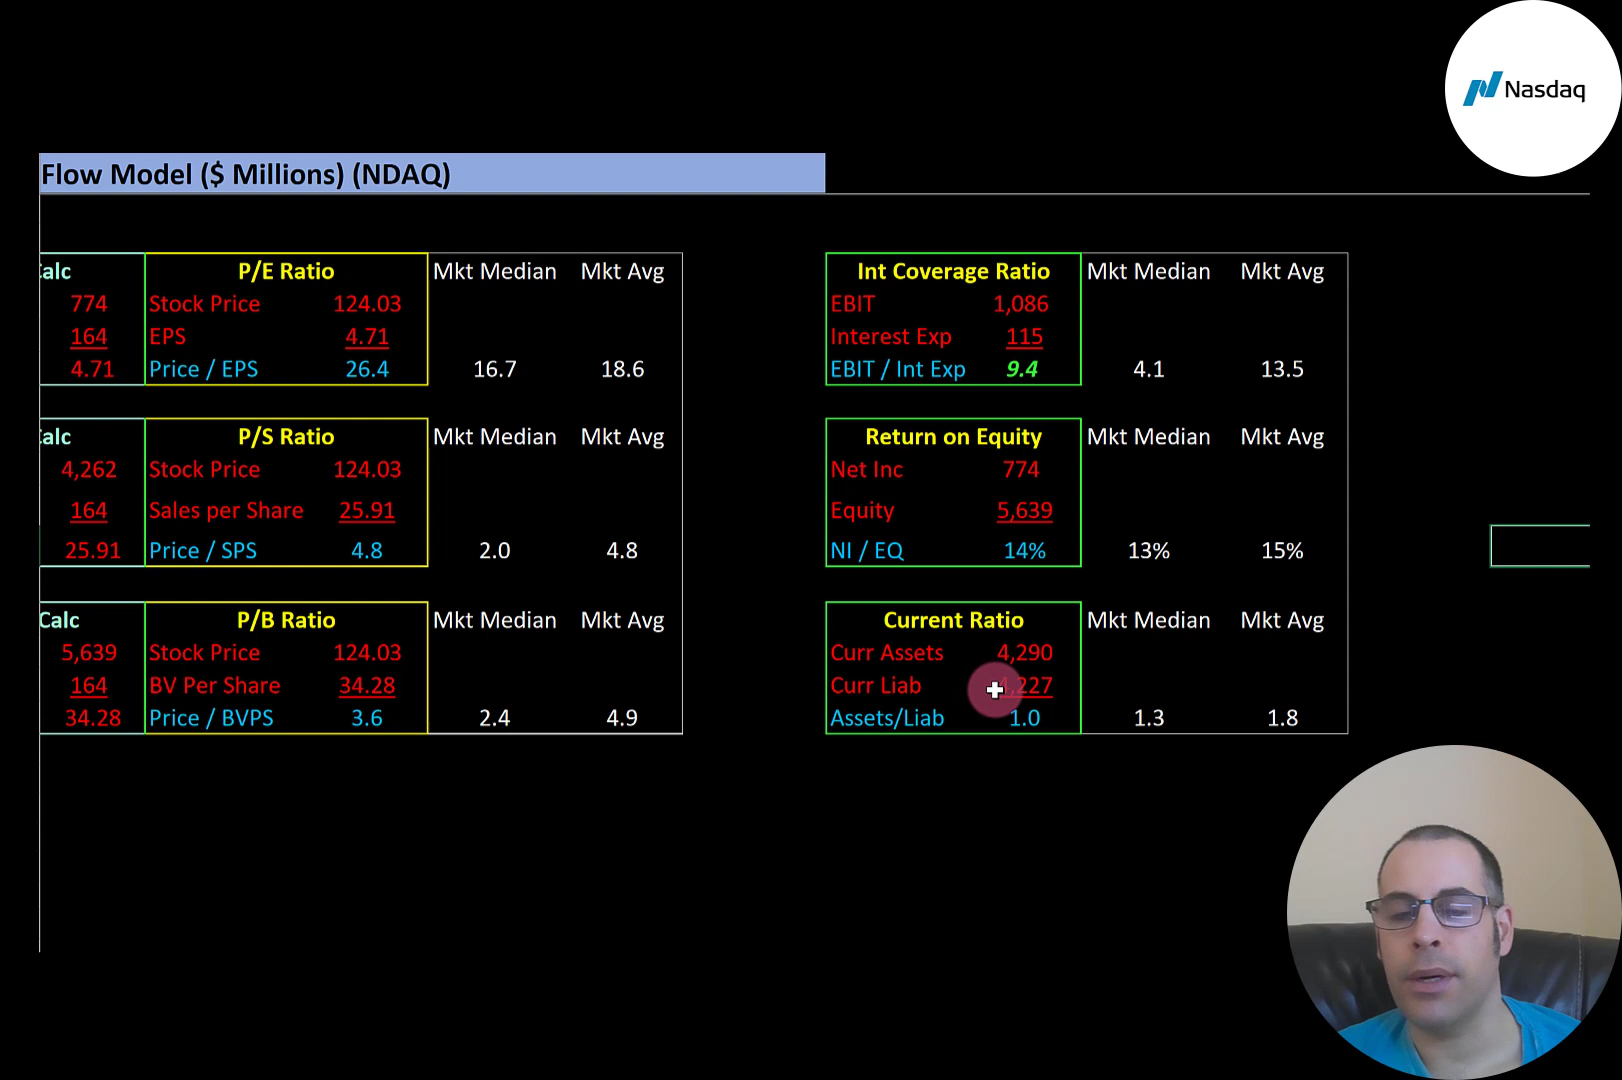 Nasdaq
Flow Model ($ Millions) (NDAQ)
Calc P/E Ratio Mkt Median Mkt Avg
774 Stock Price 124.03
164 EPS 4.71
4.71 Price / EPS 26.4 16.7 18.6
Calc P/S Ratio Mkt Median Mkt Avg
4,262 Stock Price 124.03
164 Sales per Share 25.91
25.91 Price / SPS 4.8 2.0 4.8
Calc P/B Ratio Mkt Median Mkt Avg
5,639 Stock Price 124.03
164 BV Per Share 34.28
34.28 Price / BVPS 3.6 2.4 4.9
Int Coverage Ratio Mkt Median Mkt Avg
EBIT 1,086
Interest Exp 115
EBIT / Int Exp 9.4 4.1 13.5
Return on Equity Mkt Median Mkt Avg
Net Inc 774
Equity 5,639
NI / EQ 14% 13% 15%
Current Ratio Mkt Median Mkt Avg
Curr Assets 4,290
Curr Liab 4,227
Assets/Liab 1.0 1.3 1.8